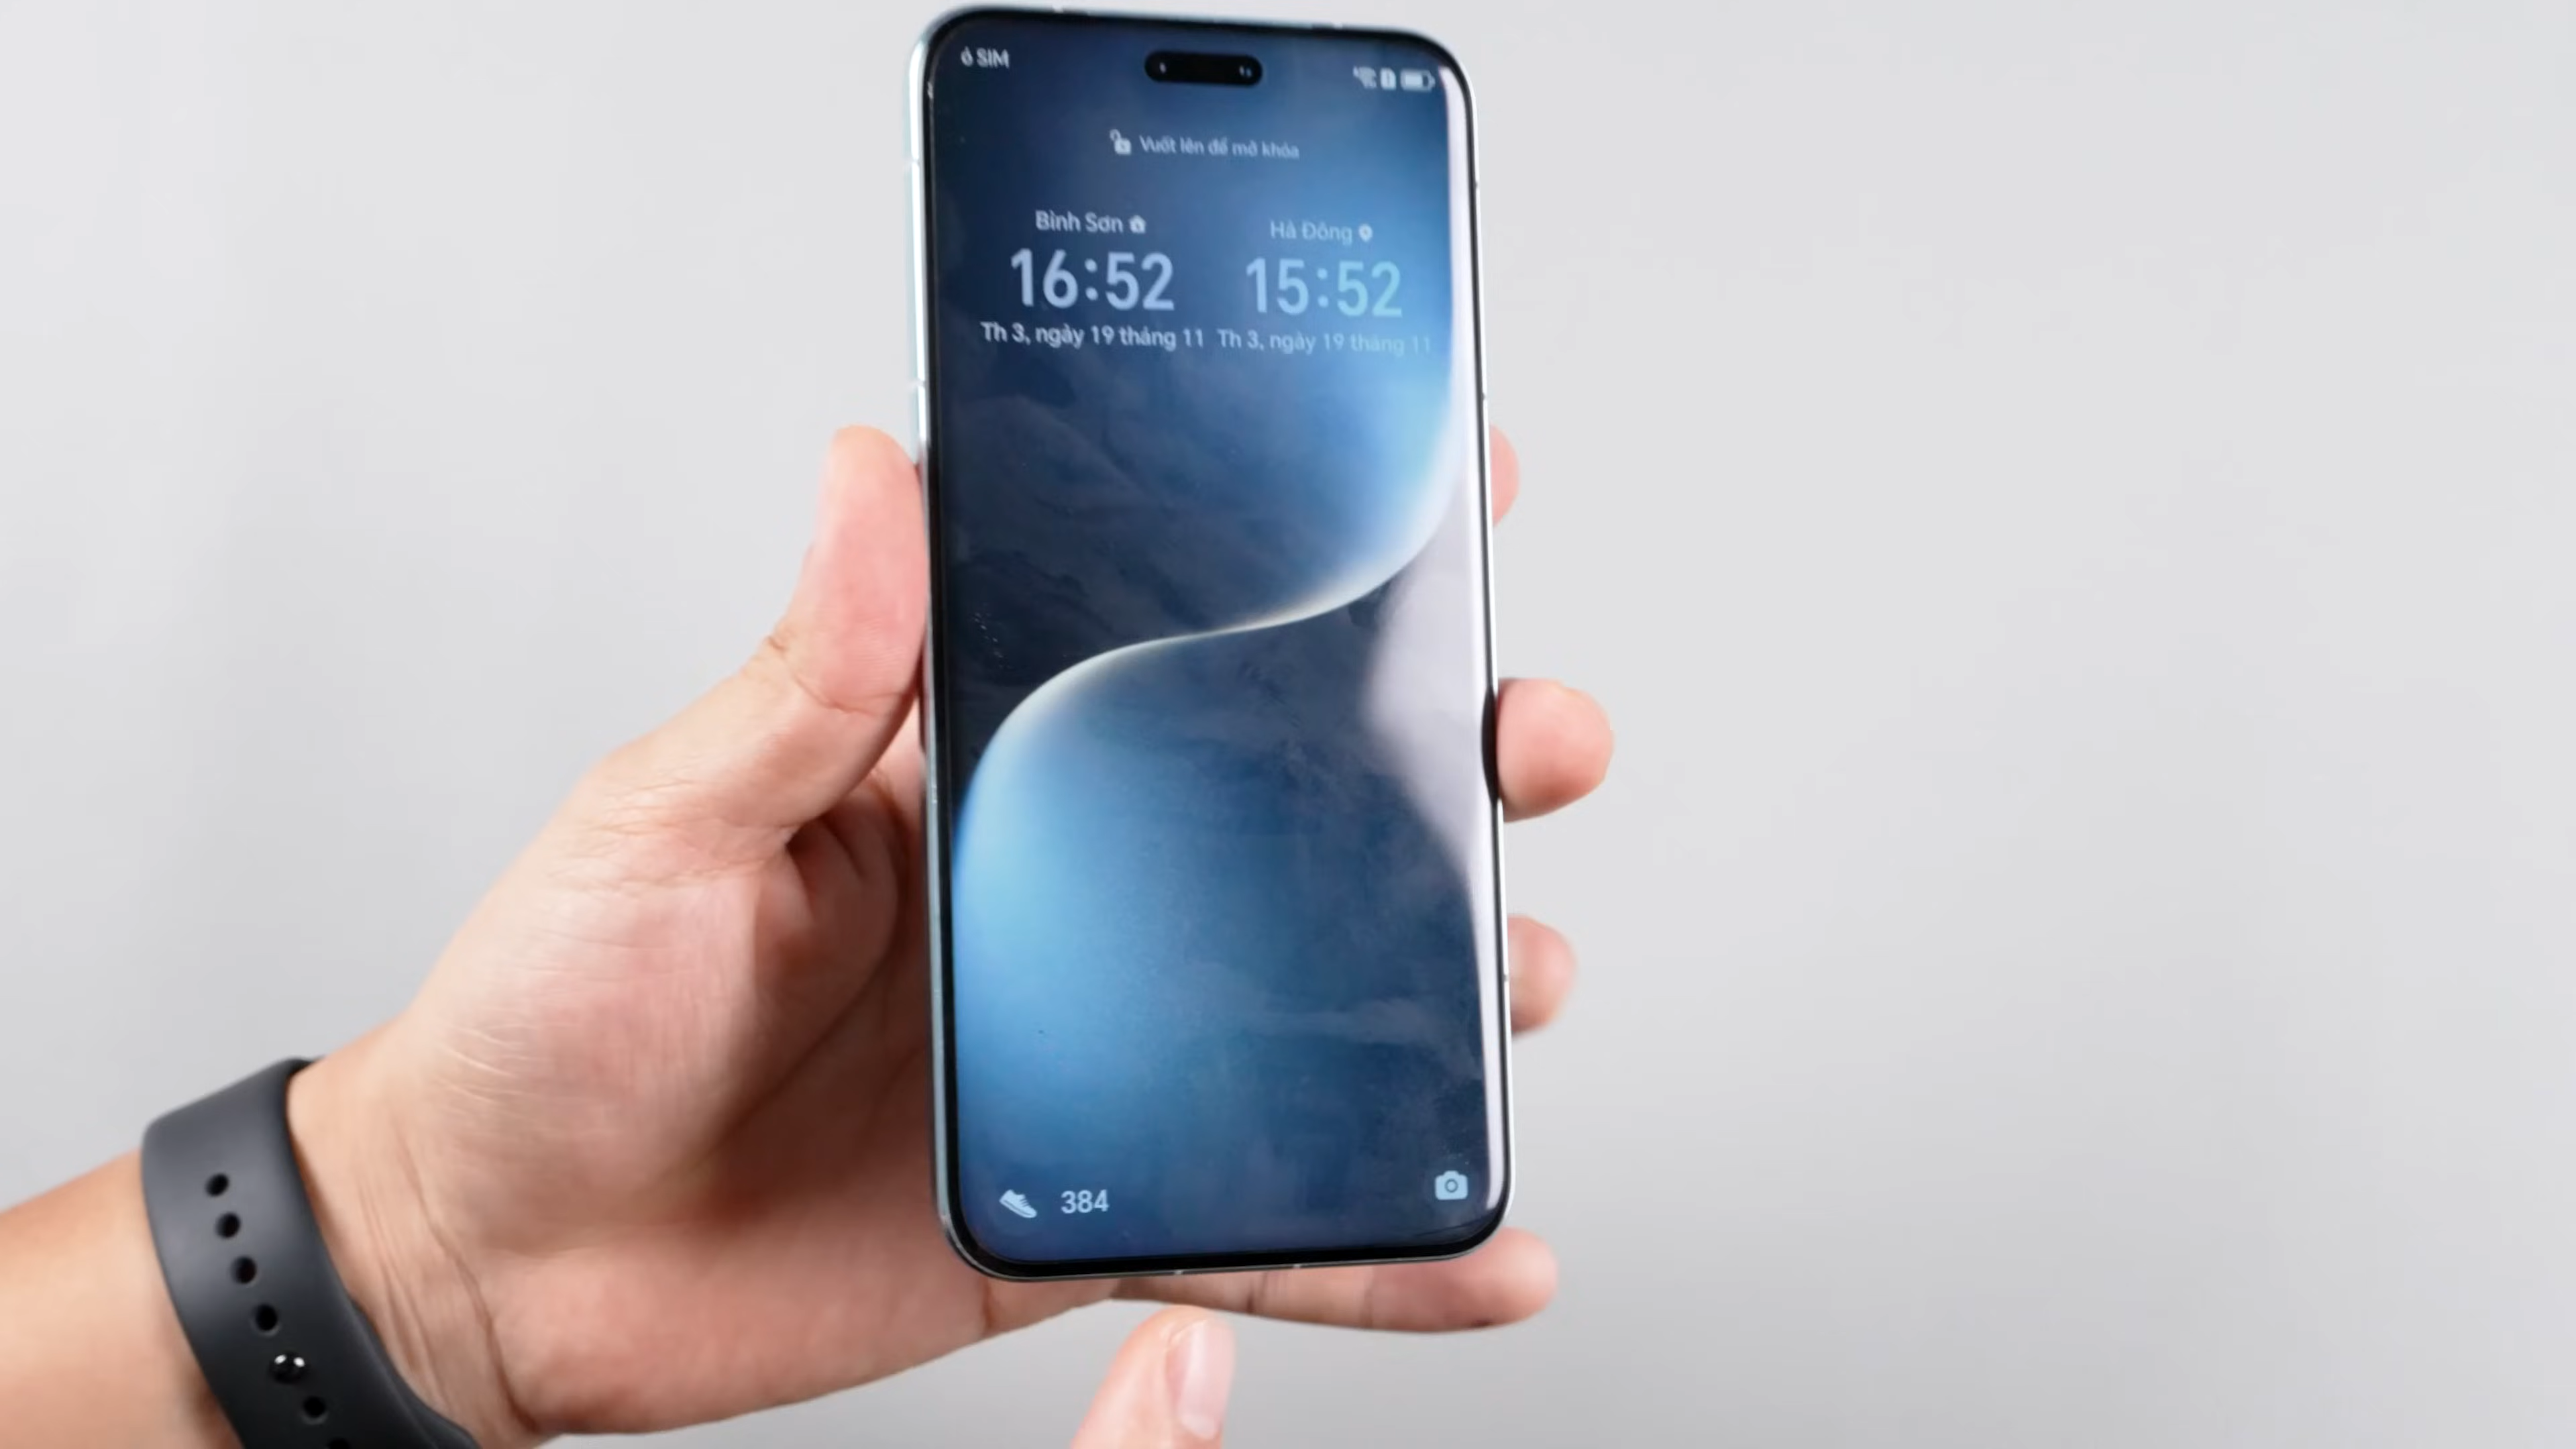 ó SIM
Vuốt lên để mở khóa
Bình Sơn
Hà Đông
16:52
15:52
Th 3, ngày 19 tháng 11
Th 3, ngày 19 tháng 11
384